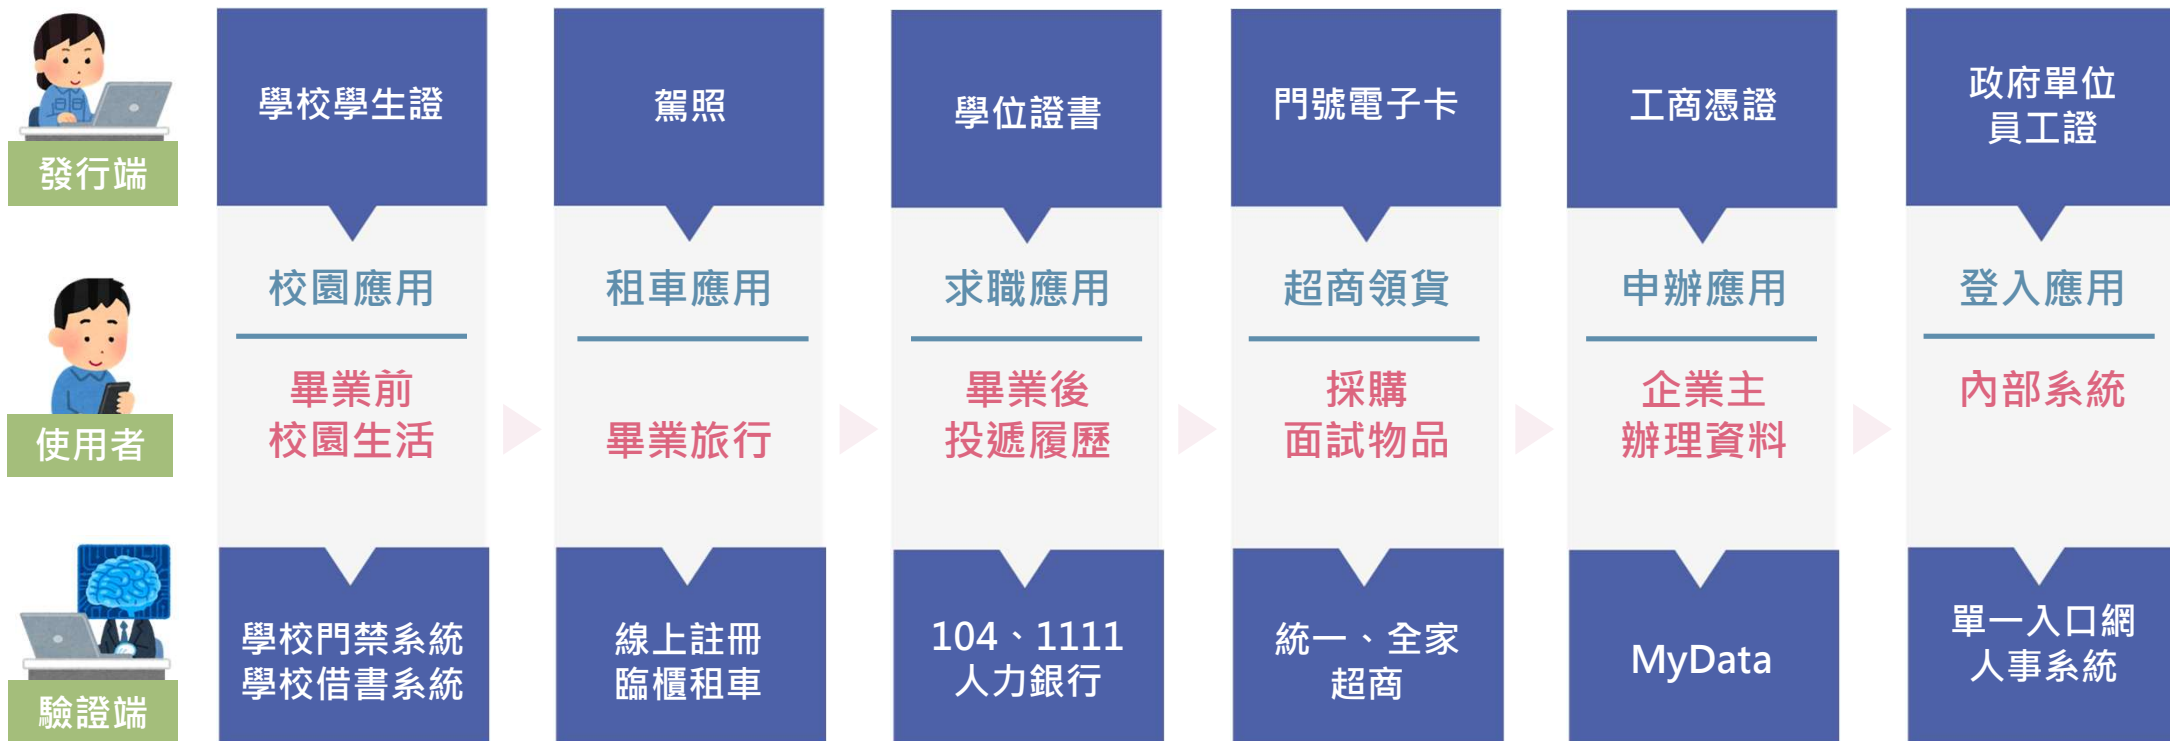 發行端
學校學生證
駕照
學位證書
門號電子卡
工商憑證
政府單位
員工證
使用者
校園應用
畢業前
校園生活
租車應用
畢業旅行
求職應用
畢業後
投遞履歷
超商領貨
採購
面試物品
申辦應用
企業主
辦理資料
登入應用
內部系統
驗證端
學校門禁系統
學校借書系統
線上註冊
臨櫃租車
104、1111
人力銀行
統一、全家
超商
MyData
單一入口網
人事系統